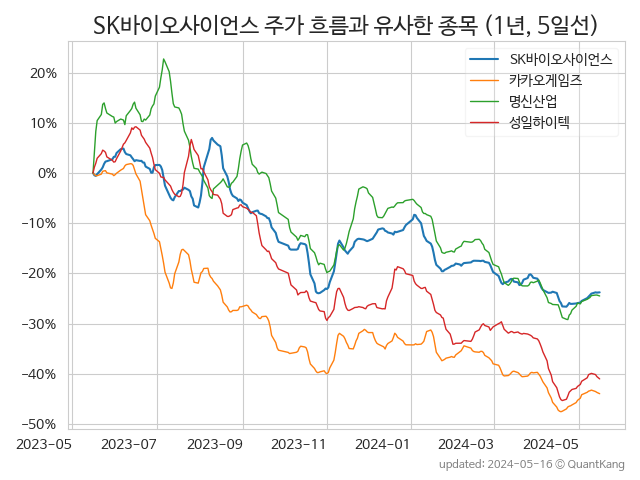 SK바이오사이언스 주가 흐름과 유사한 종목 (1년, 5일선)
SK바이오사이언스
카카오게임즈
명신산업
성일하이텍
20%
10%
0%
−10%
−20%
−30%
−40%
−50%
2023-05
2023-07
2023-09
2023-11
2024-01
2024-03
2024-05
updated: 2024-05-16 © QuantKang